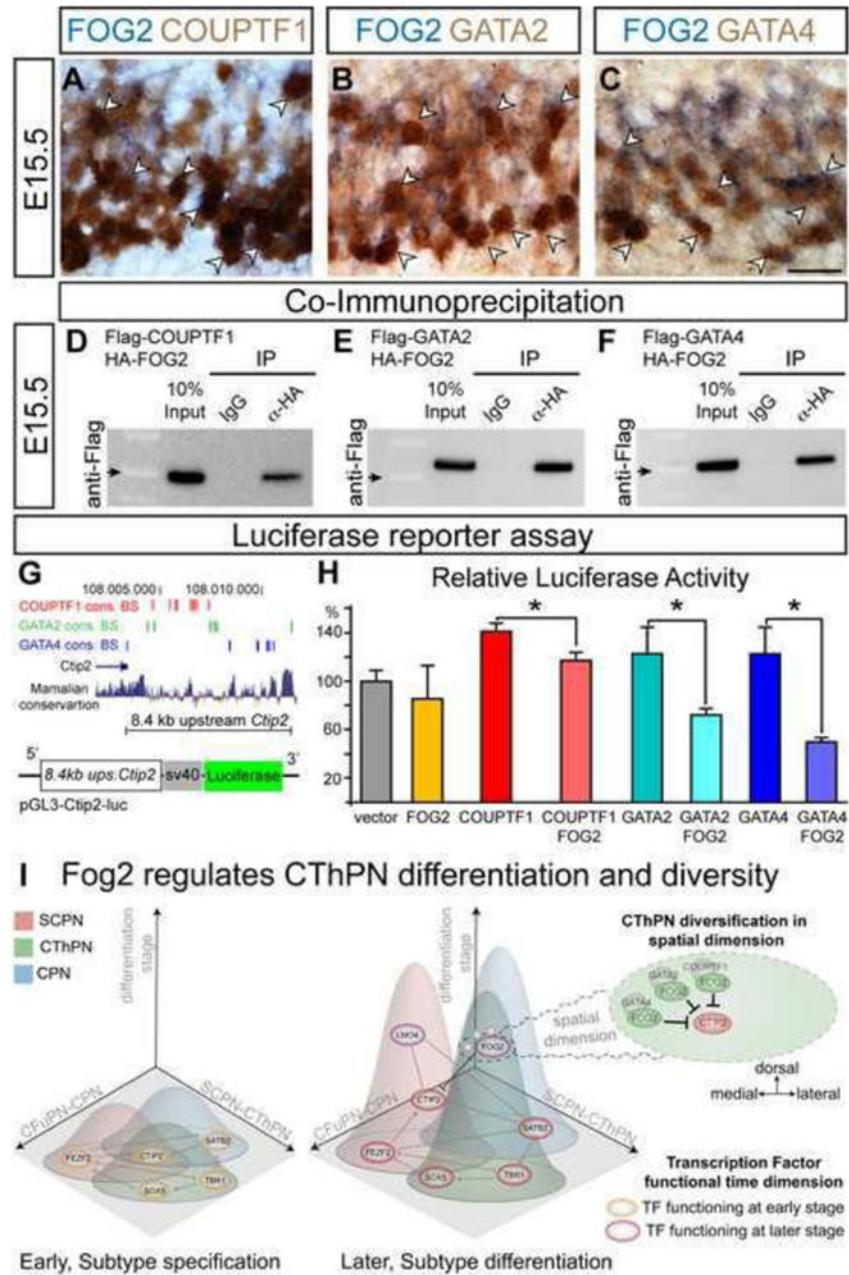 FOG2 COUPTF1
FOG2 GATA2
FOG2 GATA4
E15.5
A
B
C
Co-Immunoprecipitation
E15.5
D
Flag-COUPTF1
HA-FOG2
IP
10%
Input
IgG
α-HA
anti-Flag
E
Flag-GATA2
HA-FOG2
IP
10%
Input
IgG
α-HA
anti-Flag
F
Flag-GATA4
HA-FOG2
IP
10%
Input
IgG
α-HA
anti-Flag
Luciferase reporter assay
G
108.005.000| 108.010.000|
COUPTF1 cons. BS
GATA2 cons. BS
GATA4 cons. BS
Ctip2
Mamalian
conservartion
8.4 kb upstream Ctip2
5' 3'
8.4kb ups.Ctip2 sv40 Luciferase
pGL3-Ctip2-luc
H
Relative Luciferase Activity
%
140
100
60
20
* * *
vector
FOG2
COUPTF1
COUPTF1
FOG2
GATA2
GATA2
FOG2
GATA4
GATA4
FOG2
I Fog2 regulates CThPN differentiation and diversity
SCPN
CThPN
CPN
differentiation
stage
CFuPN-CPN
SCPN-CThPN
FEZF2
CTIP2
SATB2
SOX5
TBR1
Early, Subtype specification
differentiation
stage
LMO4
FOG2
CTIP2
SATB2
FEZF2
SOX5
TBR1
CFuPN-CPN
SCPN-CThPN
Later, Subtype differentiation
spatial
dimension
CThPN diversification in
spatial dimension
GATA4
FOG2
GATA2
FOG2
COUPTF1
FOG2
CTIP2
dorsal
medial
lateral
Transcription Factor
functional time dimension
TF functioning at early stage
TF functioning at later stage